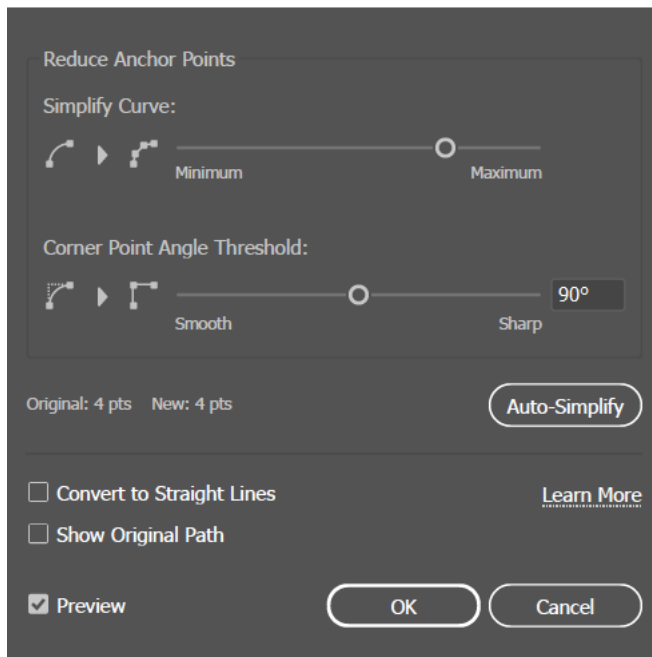 Reduce Anchor Points
Simplify Curve:
Minimum Maximum
Corner Point Angle Threshold:
90°
Smooth Sharp
Original: 4 pts New: 4 pts
Auto-Simplify
Convert to Straight Lines
Learn More
Show Original Path
Preview
OK
Cancel